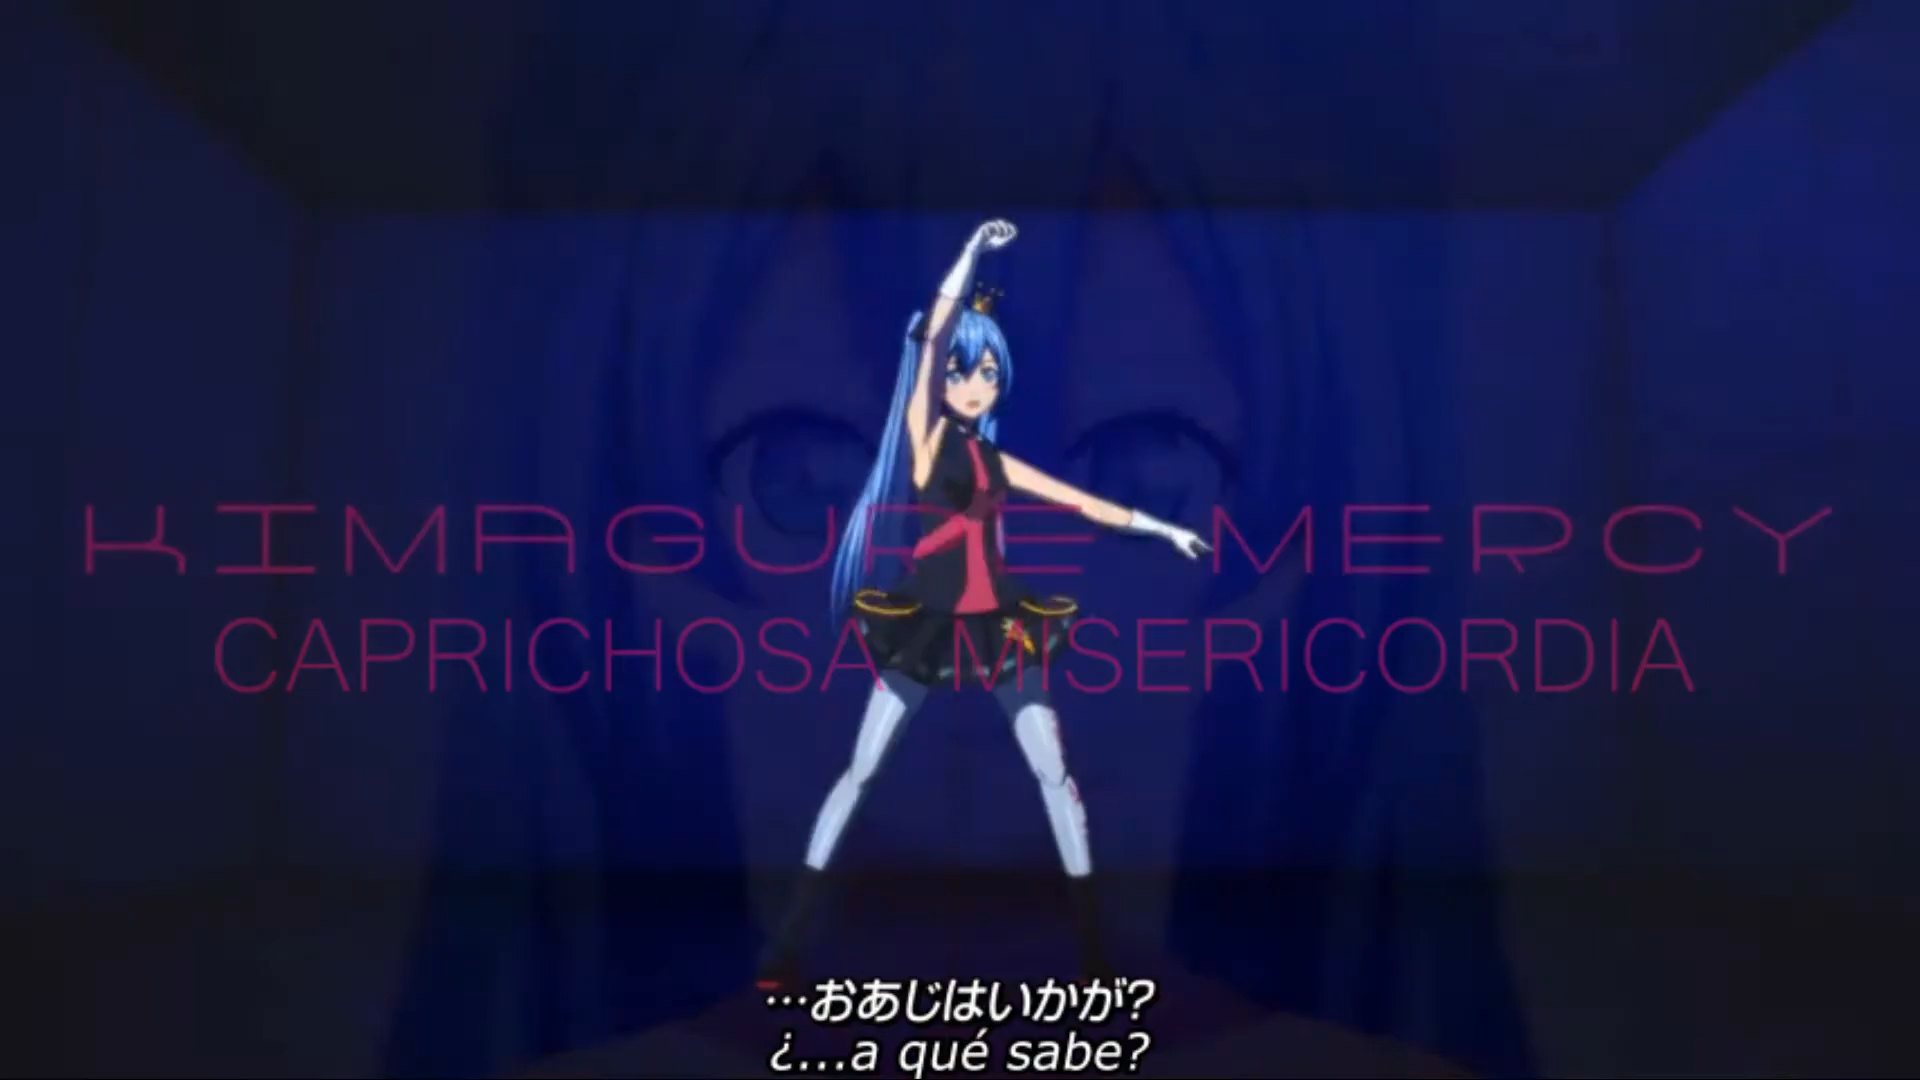 KIMAGURE MERCY
CAPRICHOSA MISERICORDIA
…おあじはいかが?
¿...a qué sabe?